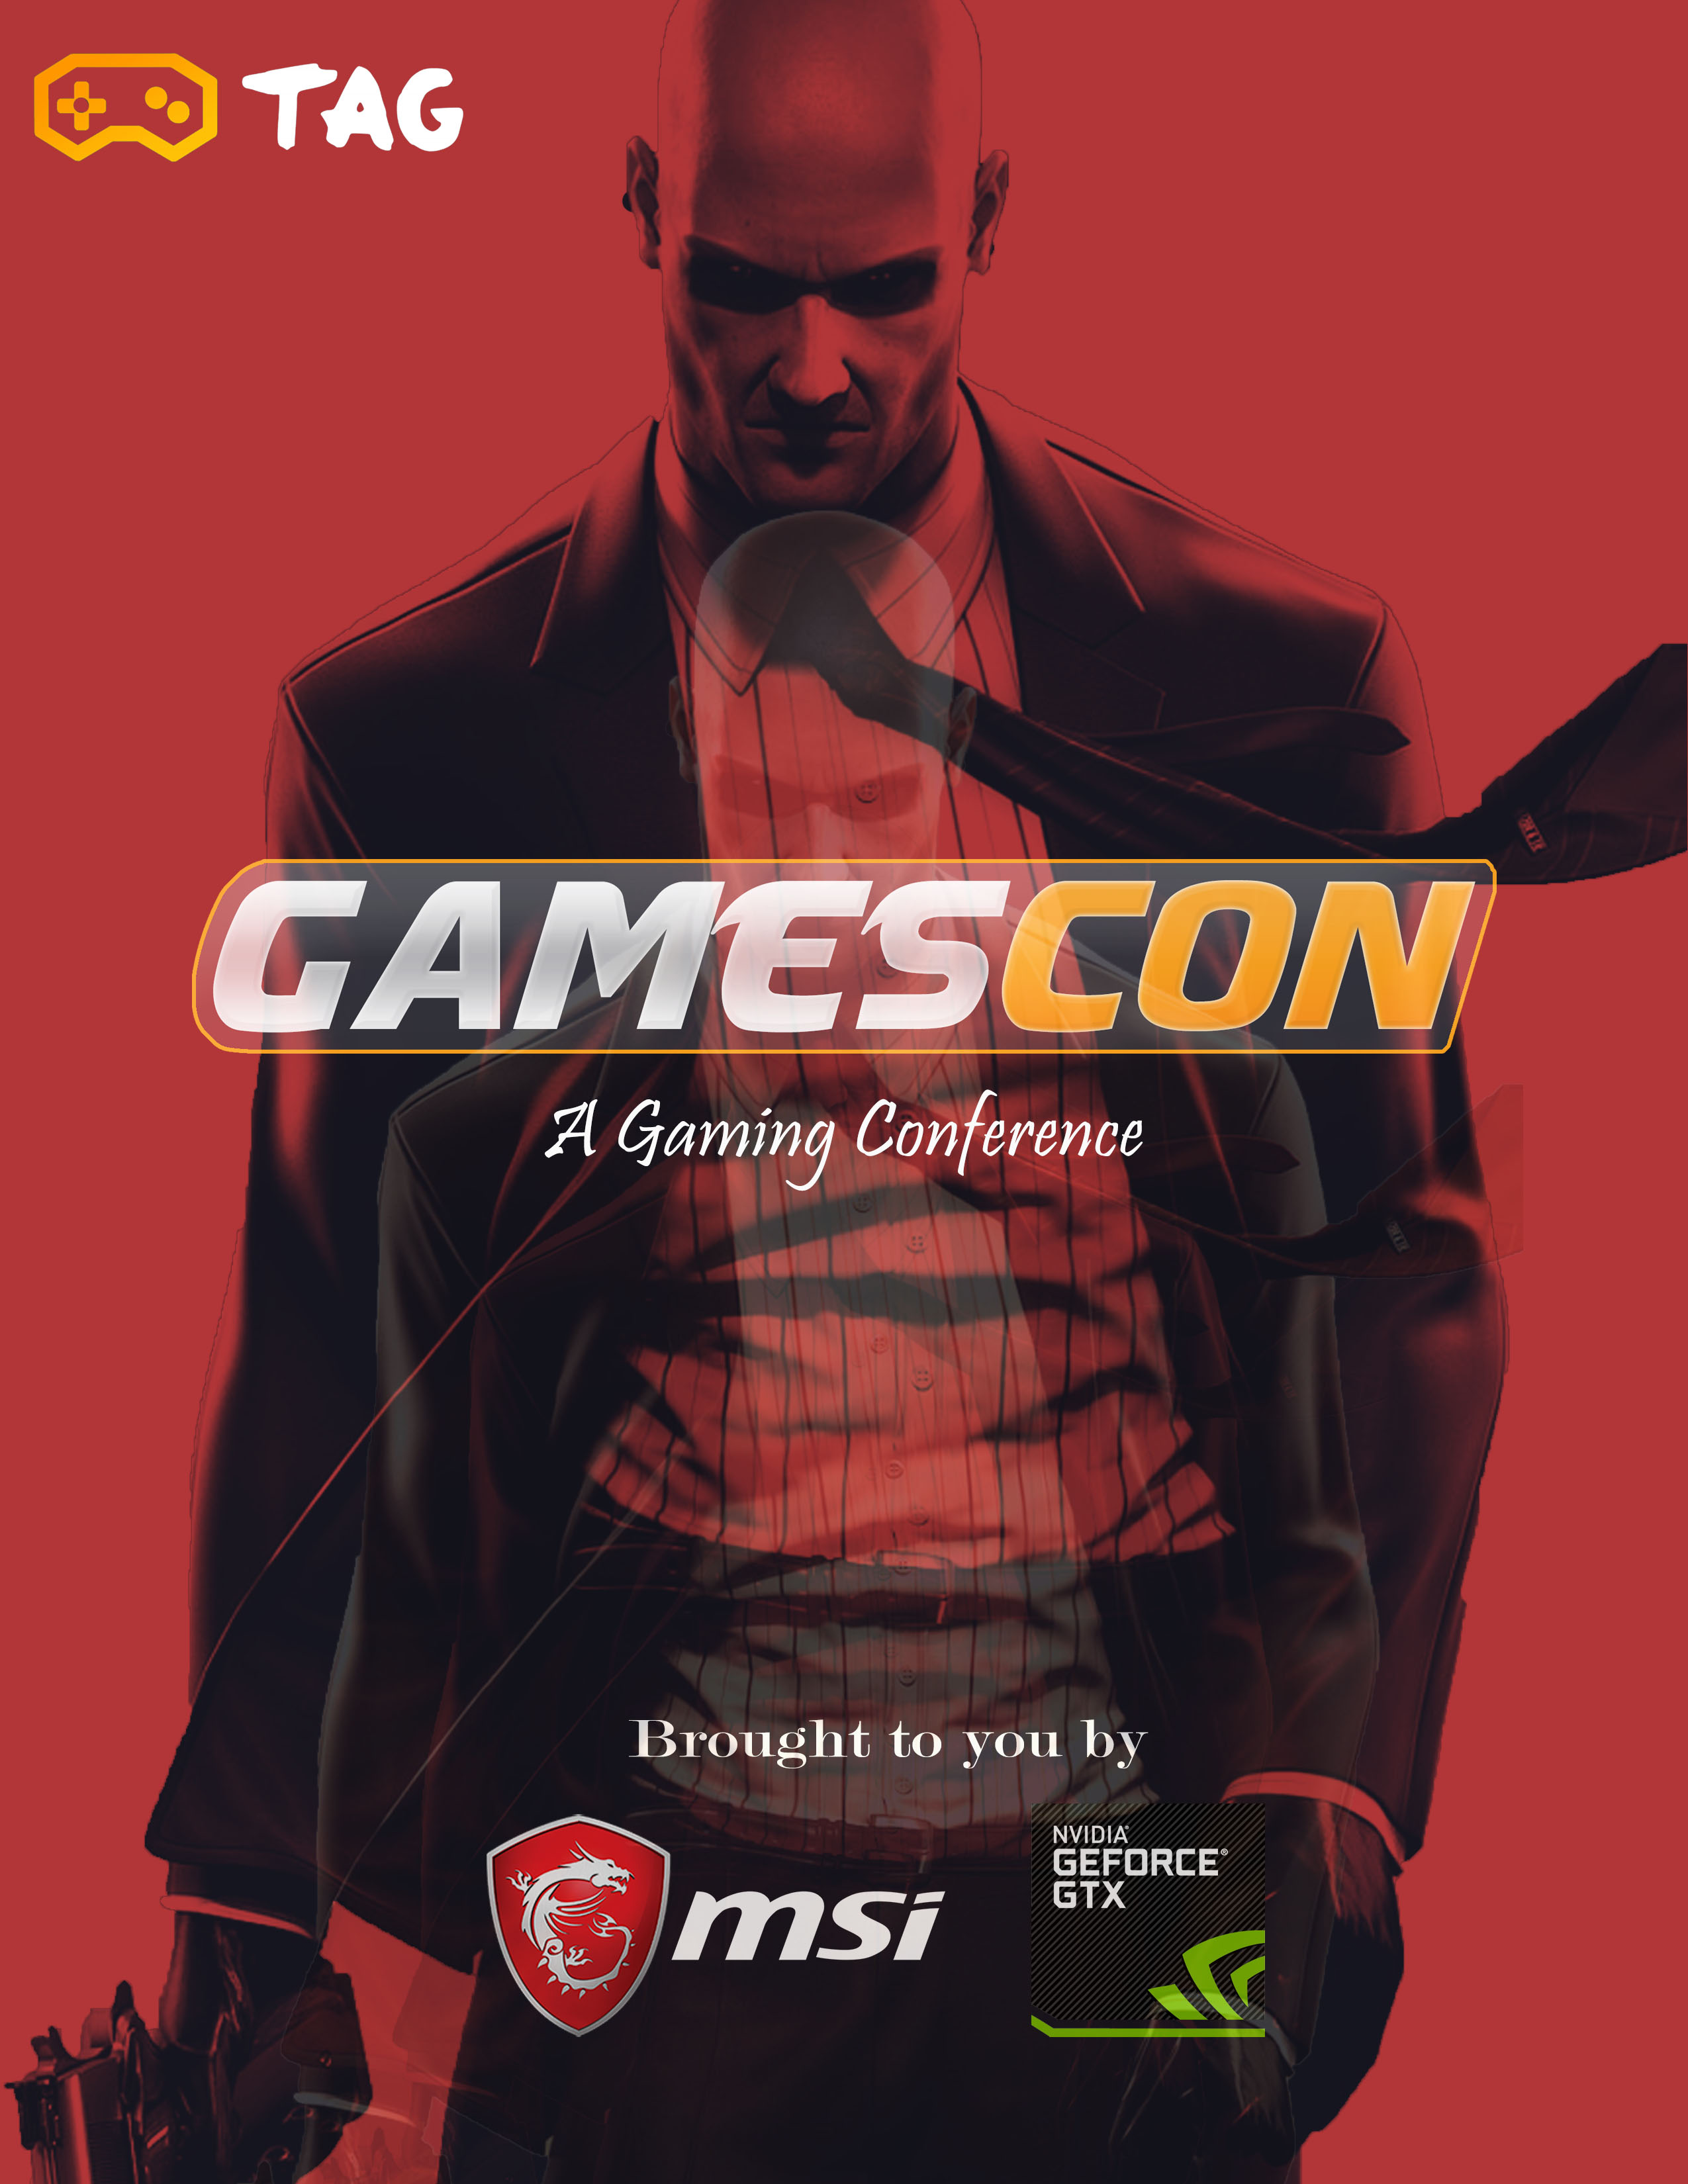 TAG
GAMESCON
A Gaming Conference
Brought to you by
msi
NVIDIA®
GEFORCE®
GTX